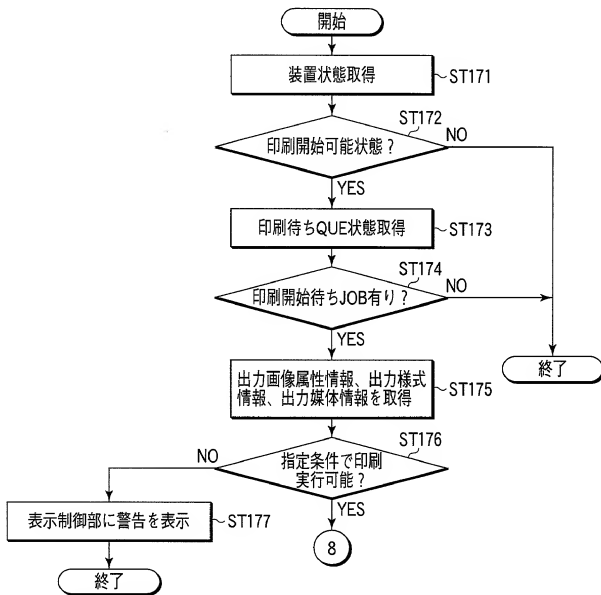 開始
装置状態取得
ST171
ST172
印刷開始可能状態？
NO
YES
印刷待ちQUE状態取得
ST173
ST174
印刷開始待ちJOB有り？
NO
YES
終了
出力画像属性情報、出力様式
情報、出力媒体情報を取得
ST175
ST176
指定条件で印刷
実行可能？
NO
YES
表示制御部に警告を表示
ST177
8
終了